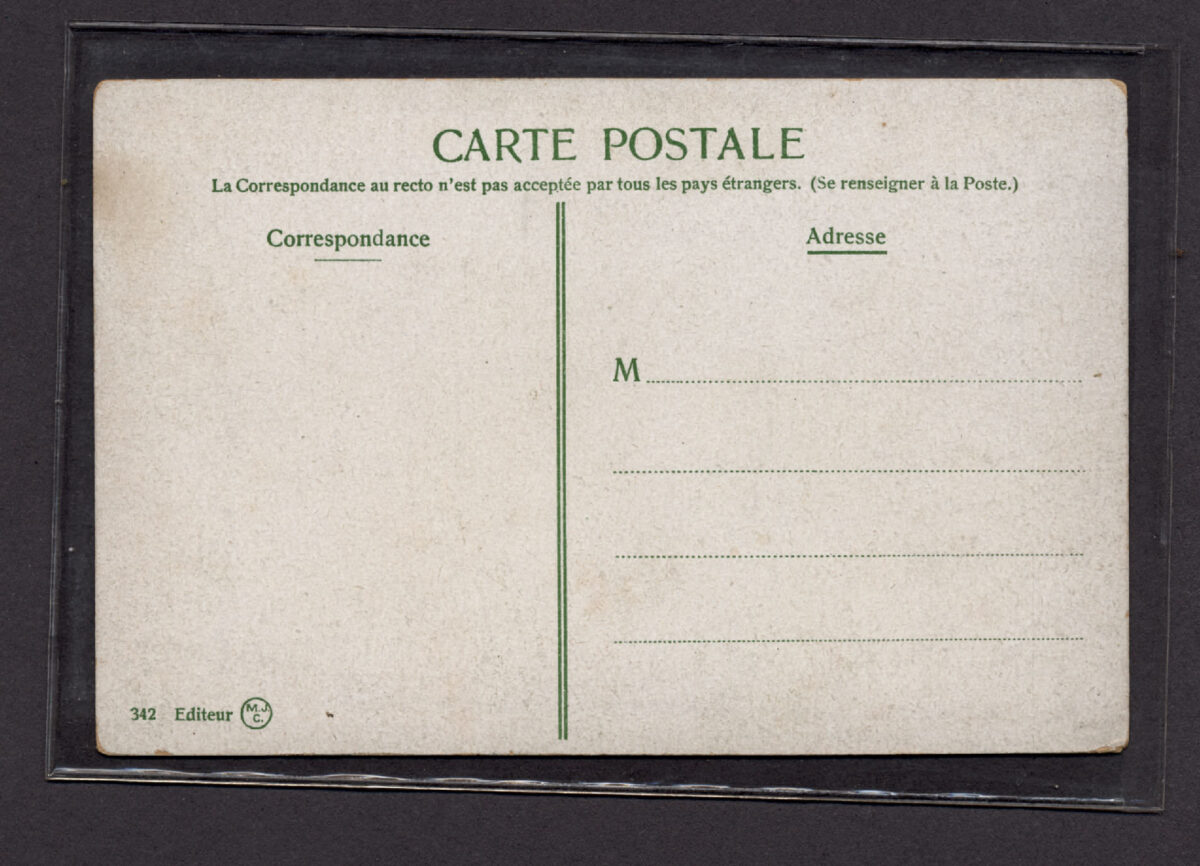 CARTE POSTALE
La Correspondance au recto n'est pas acceptée par tous les pays étrangers. (Se renseigner à la Poste.)
Correspondance
Adresse
M
342 Editeur M.J.C.